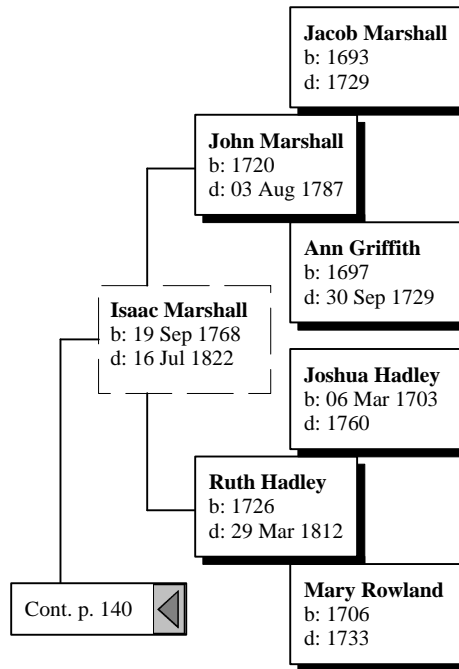 Jacob Marshall
b: 1693
d: 1729
John Marshall
b: 1720
d: 03 Aug 1787
Ann Griffith
b: 1697
d: 30 Sep 1729
Isaac Marshall
b: 19 Sep 1768
d: 16 Jul 1822
Joshua Hadley
b: 06 Mar 1703
d: 1760
Ruth Hadley
b: 1726
d: 29 Mar 1812
Mary Rowland
b: 1706
d: 1733
Cont. p. 140